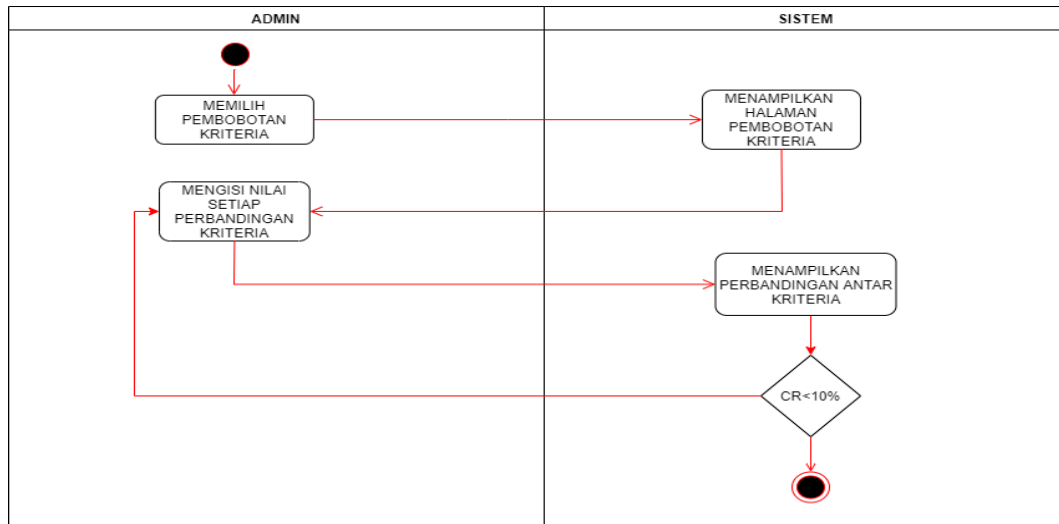 ADMIN
SISTEM
MEMILIH
PEMBOBOTAN
KRITERIA
MENAMPILKAN
HALAMAN
PEMBOBOTAN
KRITERIA
MENGISI NILAI
SETIAP
PERBANDINGAN
KRITERIA
MENAMPILKAN
PERBANDINGAN ANTAR
KRITERIA
CR<10%